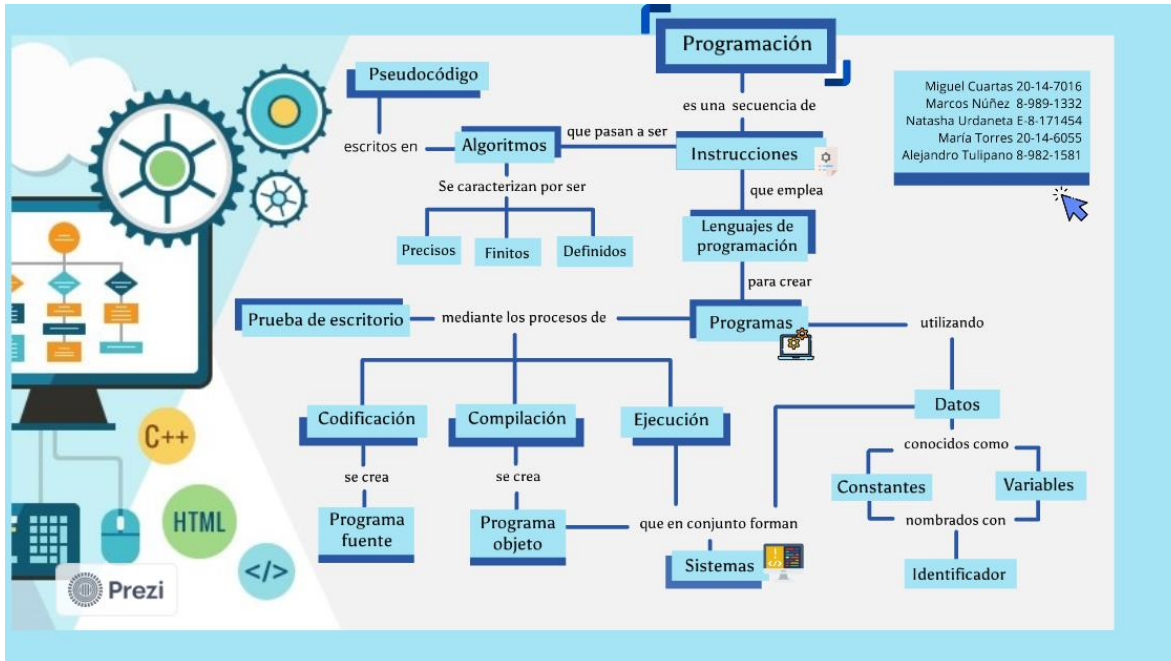 Programación
es una secuencia de
Instrucciones
que pasan a ser
Algoritmos
escritos en
Pseudocódigo
Se caracterizan por ser
Precisos
Finitos
Definidos
que emplea
Lenguajes de
programación
para crear
Programas
mediante los procesos de
Prueba de escritorio
Codificación
se crea
Programa
fuente
Compilación
se crea
Programa
objeto
Ejecución
que en conjunto forman
Sistemas
utilizando
Datos
conocidos como
Constantes
Variables
nombrados con
Identificador
Miguel Cuartas 20-14-7016
Marcos Núñez 8-989-1332
Natasha Urdaneta E-8-171454
María Torres 20-14-6055
Alejandro Tulipano 8-982-1581
C++
HTML
</>
Prezi